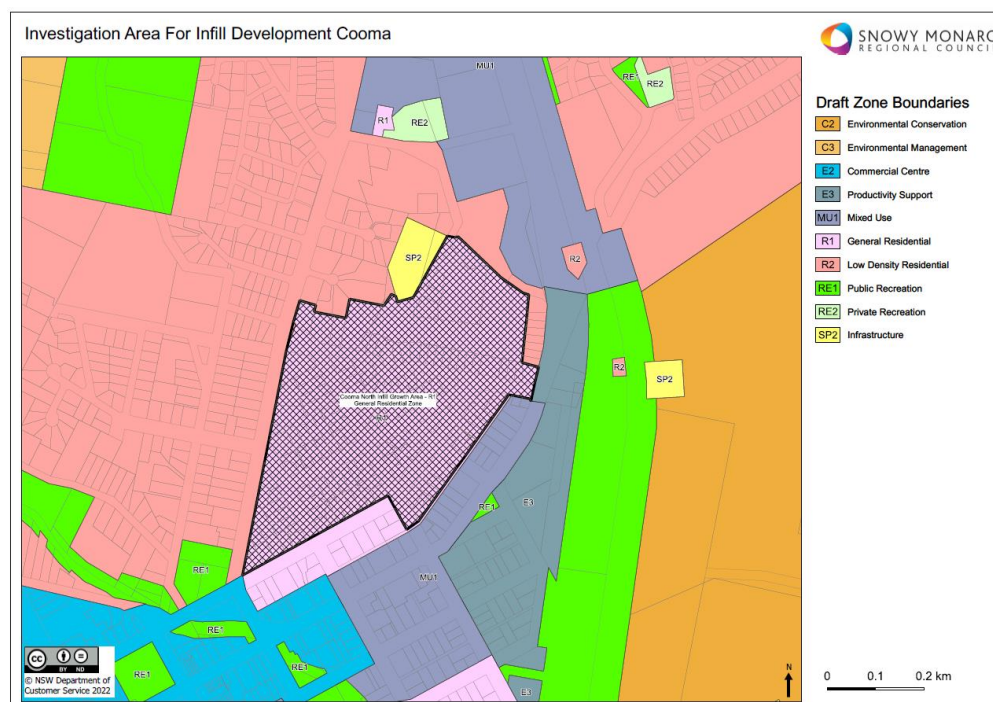 Investigation Area For Infill Development Cooma
SNOWY MONARO
REGIONAL COUNCIL
MU1
RE1
RE2
R1
RE2
SP2
R2
R2
SP2
Cooma North Infill Growth Area - R1
General Residential Zone
R1
RE1
E3
RE1
MU1
RE1
RE1
RE1
E3
Draft Zone Boundaries
C2 Environmental Conservation
C3 Environmental Management
E2 Commercial Centre
E3 Productivity Support
MU1 Mixed Use
R1 General Residential
R2 Low Density Residential
RE1 Public Recreation
RE2 Private Recreation
SP2 Infrastructure
CC
BY ND
© NSW Department of
Customer Service 2022
N
0 0.1 0.2 km